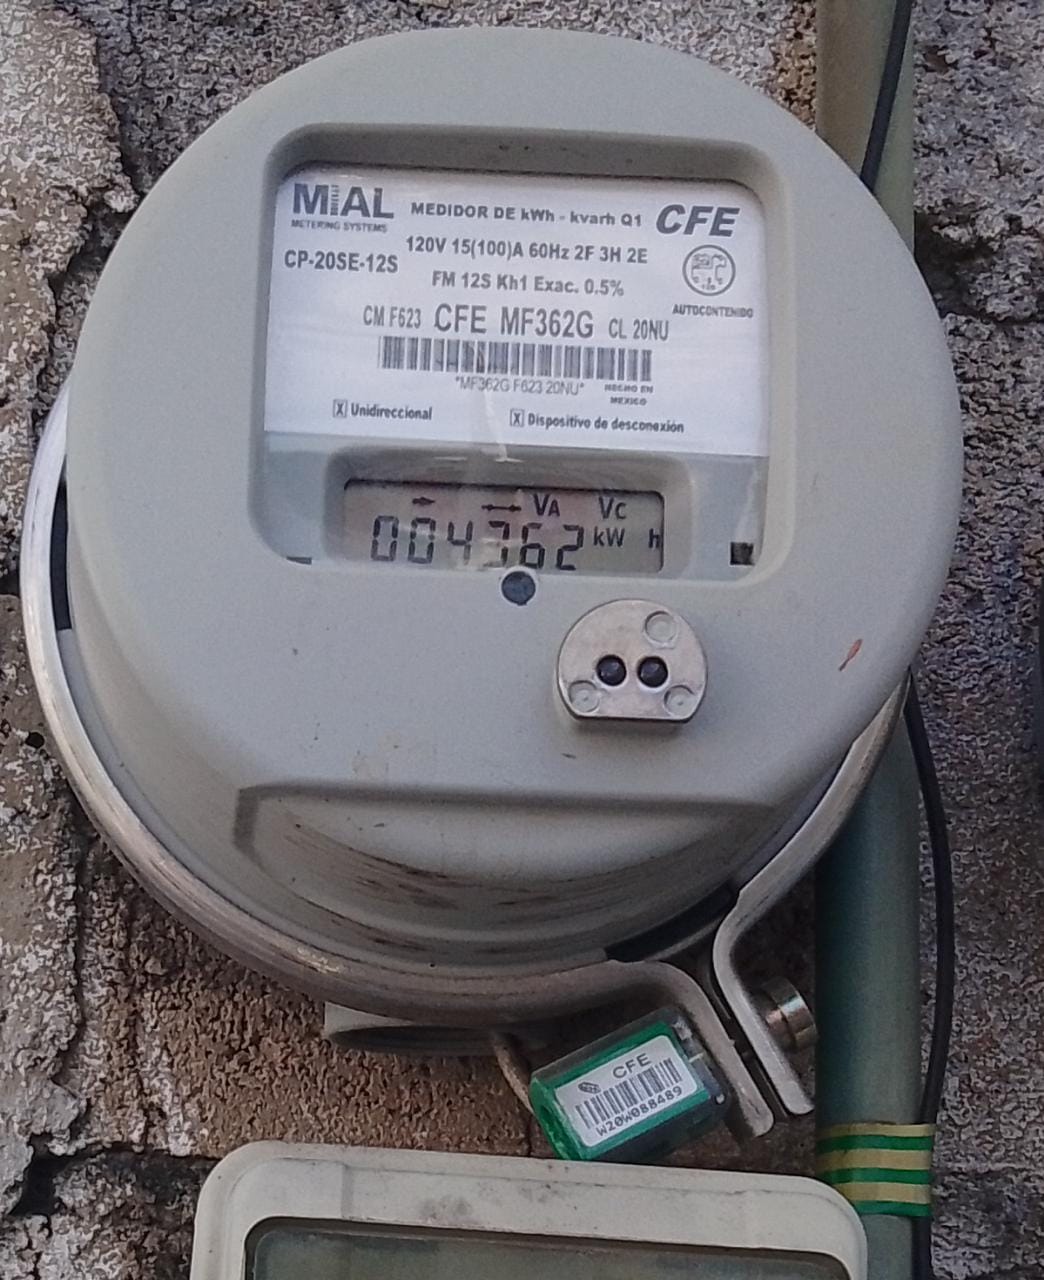 MIAL
METERING SYSTEMS
MEDIDOR DE kWh - kvarh Q1
CFE
CP-20SE-12S
120V 15(100)A 60Hz 2F 3H 2E
FM 12S Kh1 Exac. 0.5%
AUTOCONTENIDO
CM F623 CFE MF362G CL 20NU
*MF362G F623 20NU*
HECHO EN
MEXICO
X Unidireccional
X Dispositivo de desconexión
VA VC
004362 kW h
CFE
W20W088489